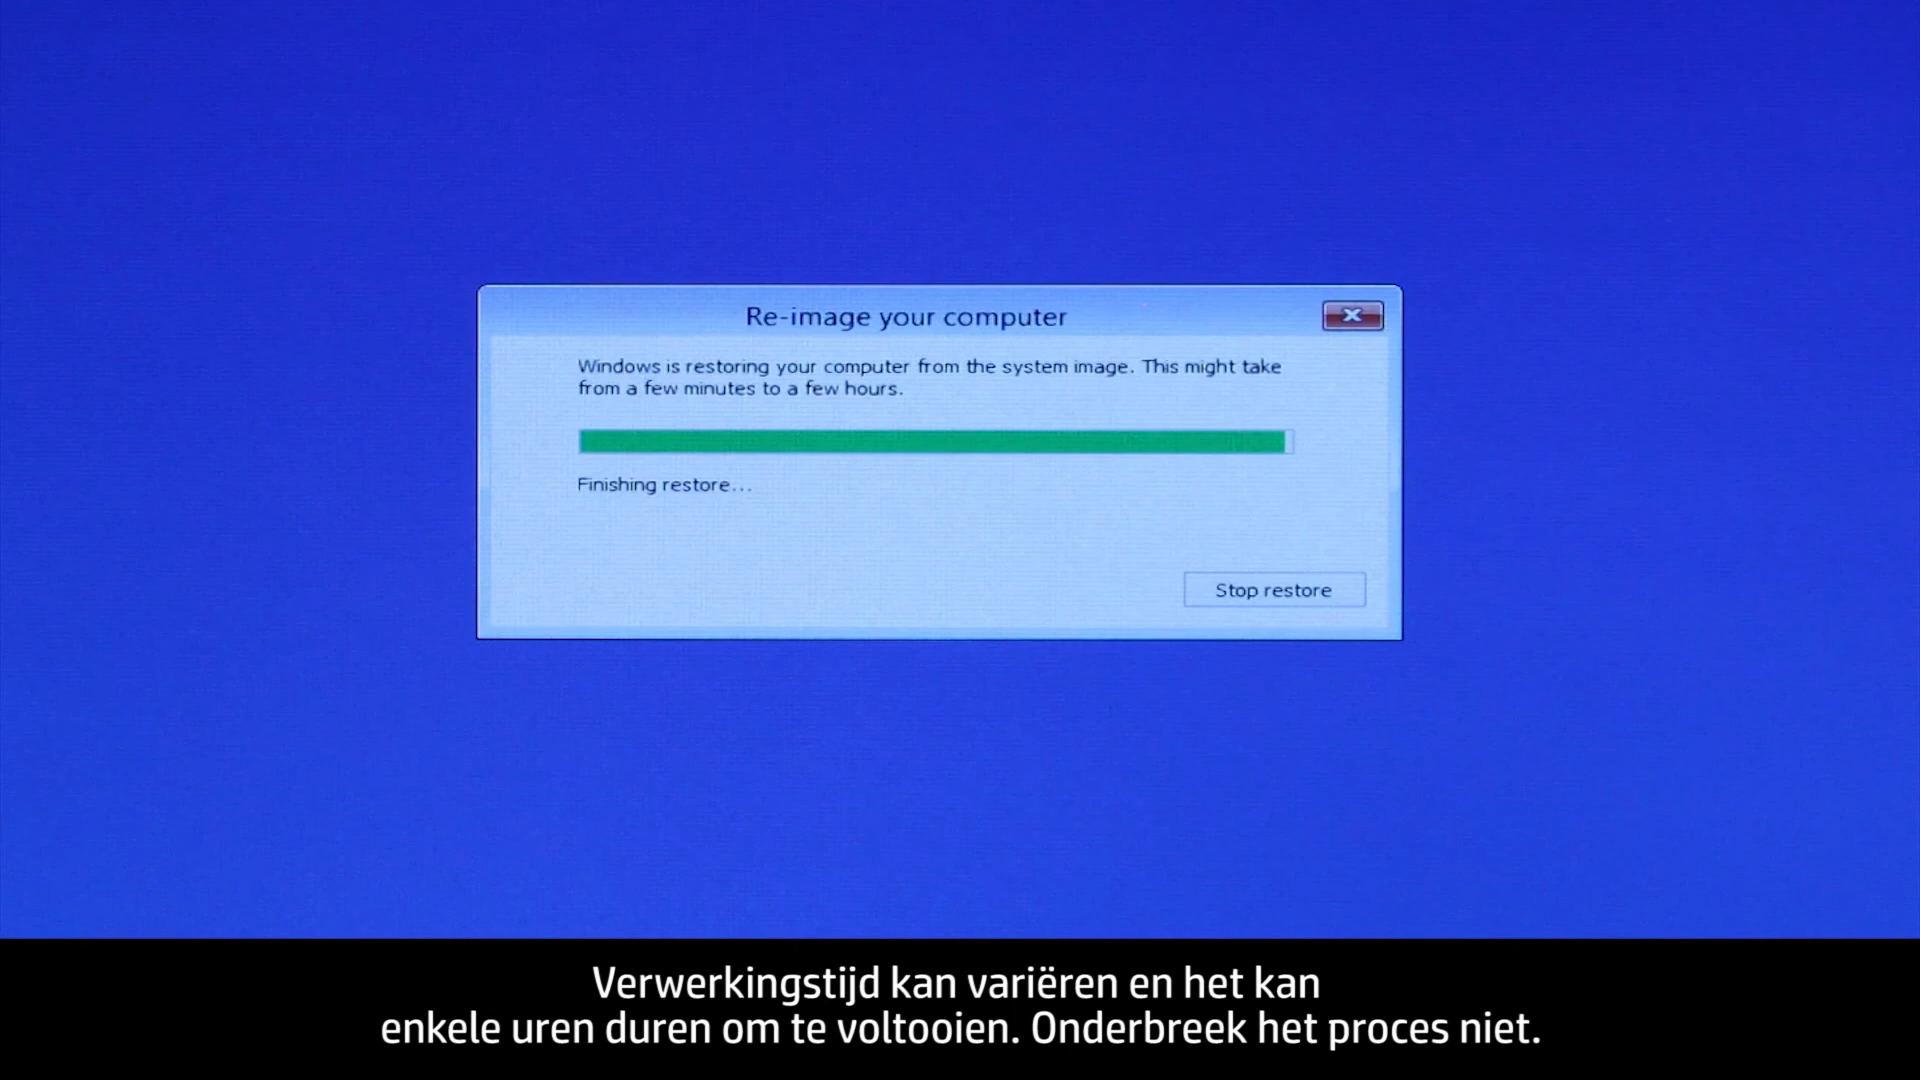 Re-image your computer
Windows is restoring your computer from the system image. This might take
from a few minutes to a few hours.
Finishing restore...
Stop restore
Verwerkingstijd kan variëren en het kan
enkele uren duren om te voltooien. Onderbreek het proces niet.